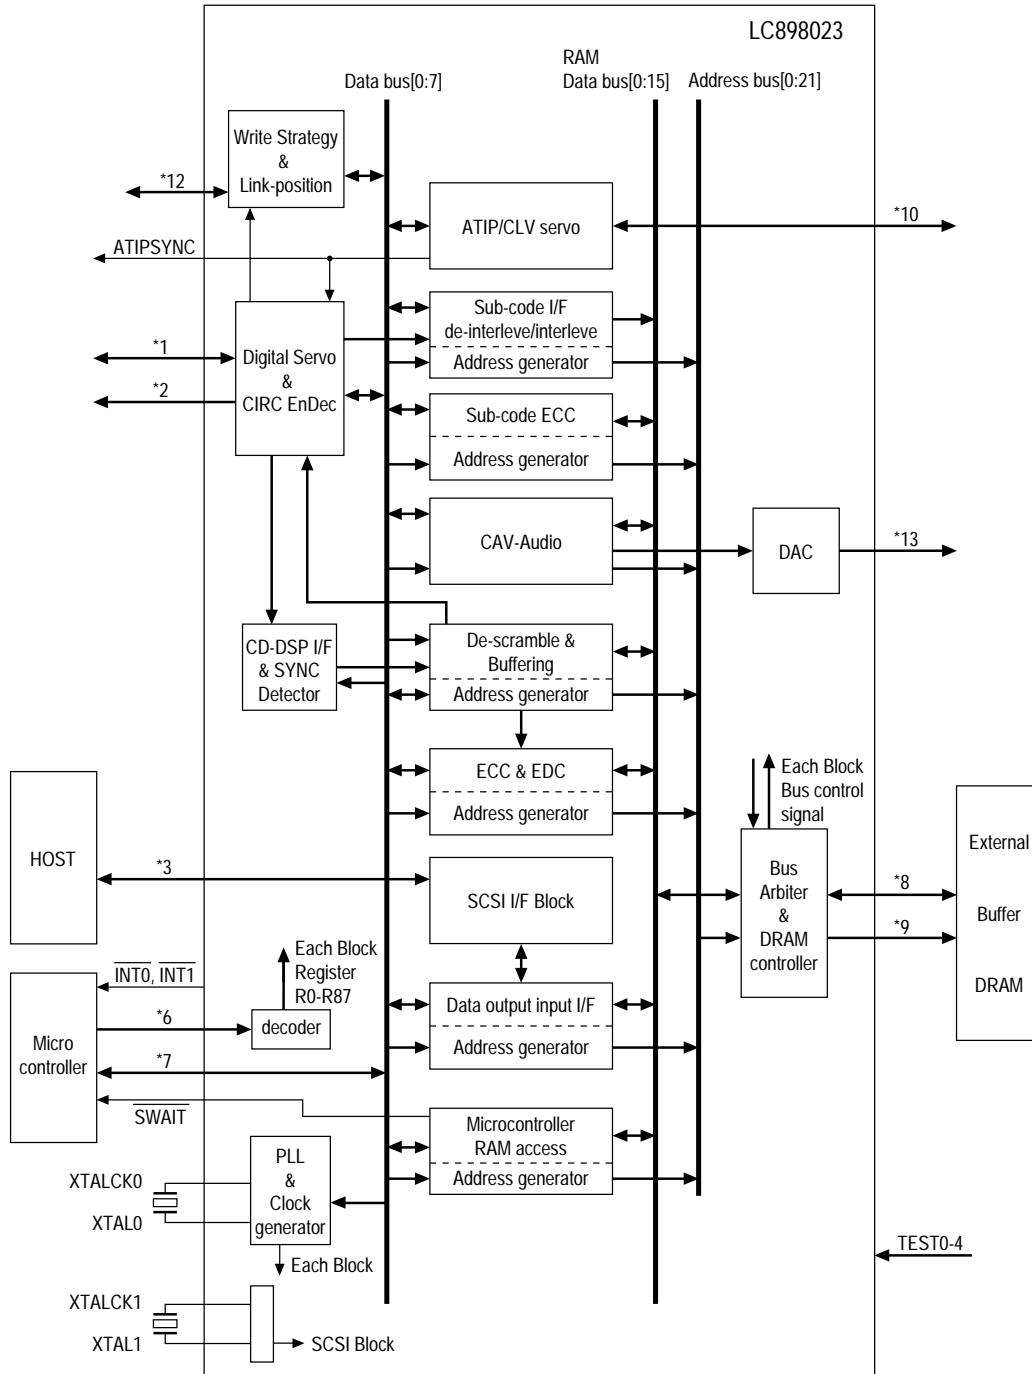 LC898023
RAM
Data bus[0:7]
Data bus[0:15]
Address bus[0:21]
Write Strategy
&
Link-position
*12
ATIP/CLV servo
*10
ATIPSYNC
Sub-code I/F
de-interleve/interleve
Address generator
*1
*2
Digital Servo
&
CIRC EnDec
Sub-code ECC
Address generator
CAV-Audio
DAC
*13
CD-DSP I/F
& SYNC
Detector
De-scramble &
Buffering
Address generator
ECC & EDC
Address generator
Each Block
Bus control
signal
HOST
*3
SCSI I/F Block
Bus
Arbiter
&
DRAM
controller
*8
*9
External
Buffer
DRAM
INT0, INT1
Each Block
Register
R0-R87
*6
decoder
Micro
controller
*7
Data output input I/F
Address generator
SWAIT
Microcontroller
RAM access
Address generator
XTALCK0
XTAL0
PLL
&
Clock
generator
Each Block
TEST0-4
XTALCK1
XTAL1
SCSI Block